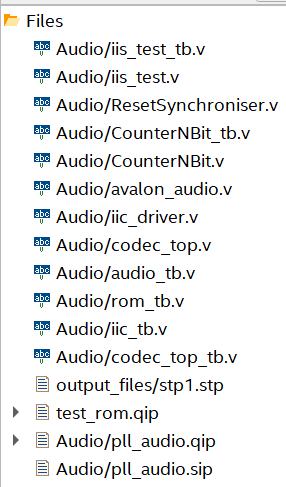 Files
Audio/iis_test_tb.v
Audio/iis_test.v
Audio/ResetSynchroniser.v
Audio/CounterNBit_tb.v
Audio/CounterNBit.v
Audio/avalon_audio.v
Audio/iic_driver.v
Audio/codec_top.v
Audio/audio_tb.v
Audio/rom_tb.v
Audio/iic_tb.v
Audio/codec_top_tb.v
output_files/stp1.stp
test_rom.qip
Audio/pll_audio.qip
Audio/pll_audio.sip